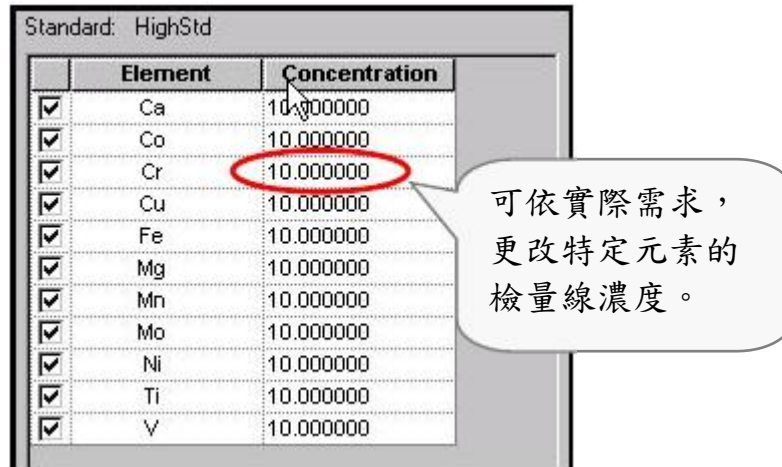 Standard: HighStd
Element Concentration
Ca 10.000000
Co 10.000000
Cr 10.000000
Cu 10.000000
Fe 10.000000
Mg 10.000000
Mn 10.000000
Mo 10.000000
Ni 10.000000
Ti 10.000000
V 10.000000
可依實際需求，
更改特定元素的
檢量線濃度。